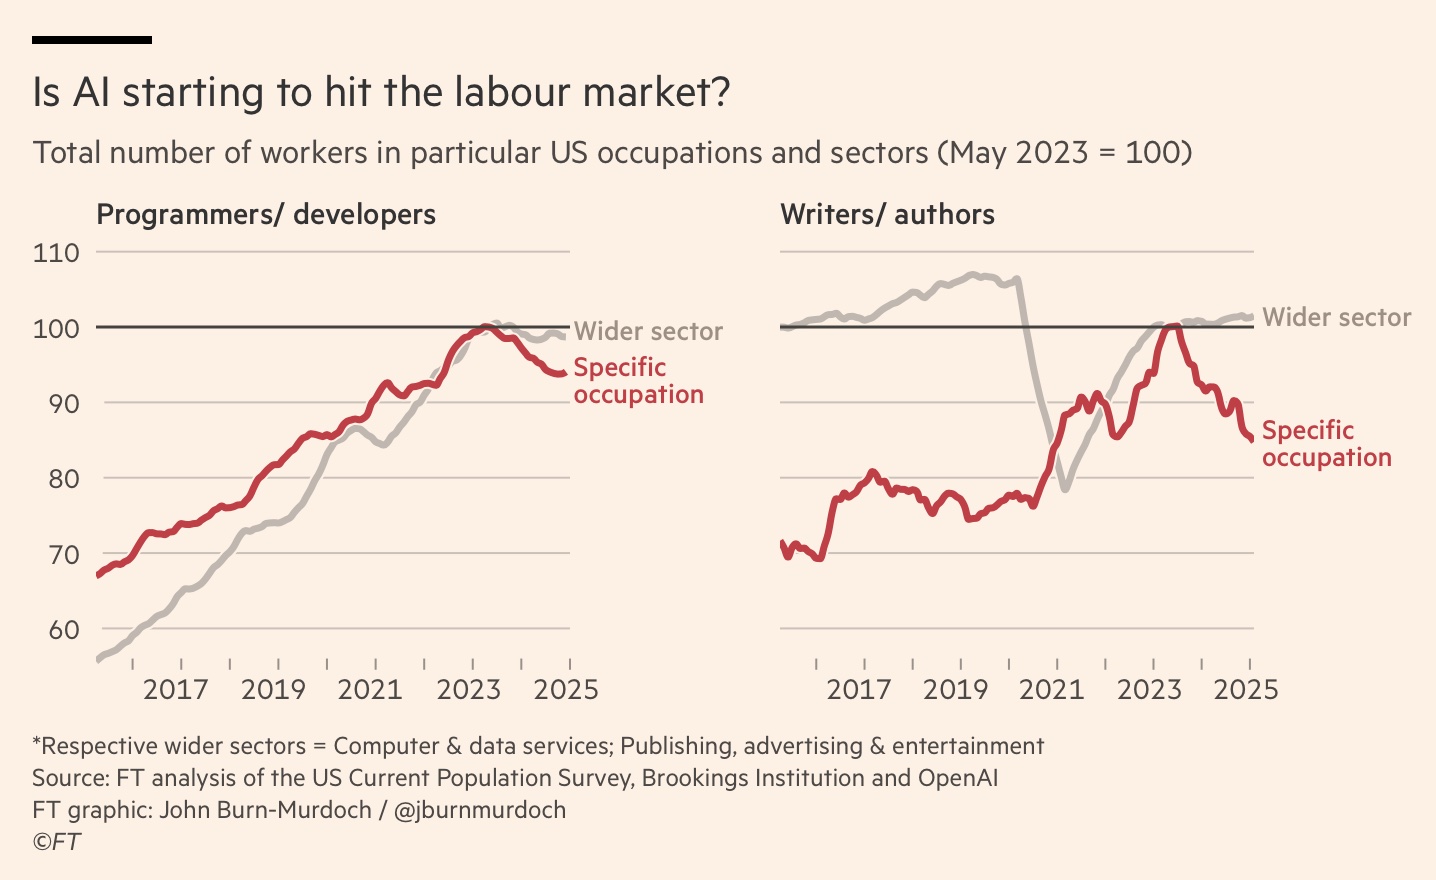 Is AI starting to hit the labour market?
Total number of workers in particular US occupations and sectors (May 2023 = 100)
Programmers/ developers
110
100
90
80
70
60
Wider sector
Specific
occupation
2017 2019 2021 2023 2025
Writers/ authors
Wider sector
Specific
occupation
2017 2019 2021 2023 2025
*Respective wider sectors = Computer & data services; Publishing, advertising & entertainment
Source: FT analysis of the US Current Population Survey, Brookings Institution and OpenAI
FT graphic: John Burn-Murdoch / @jburnmurdoch
©FT